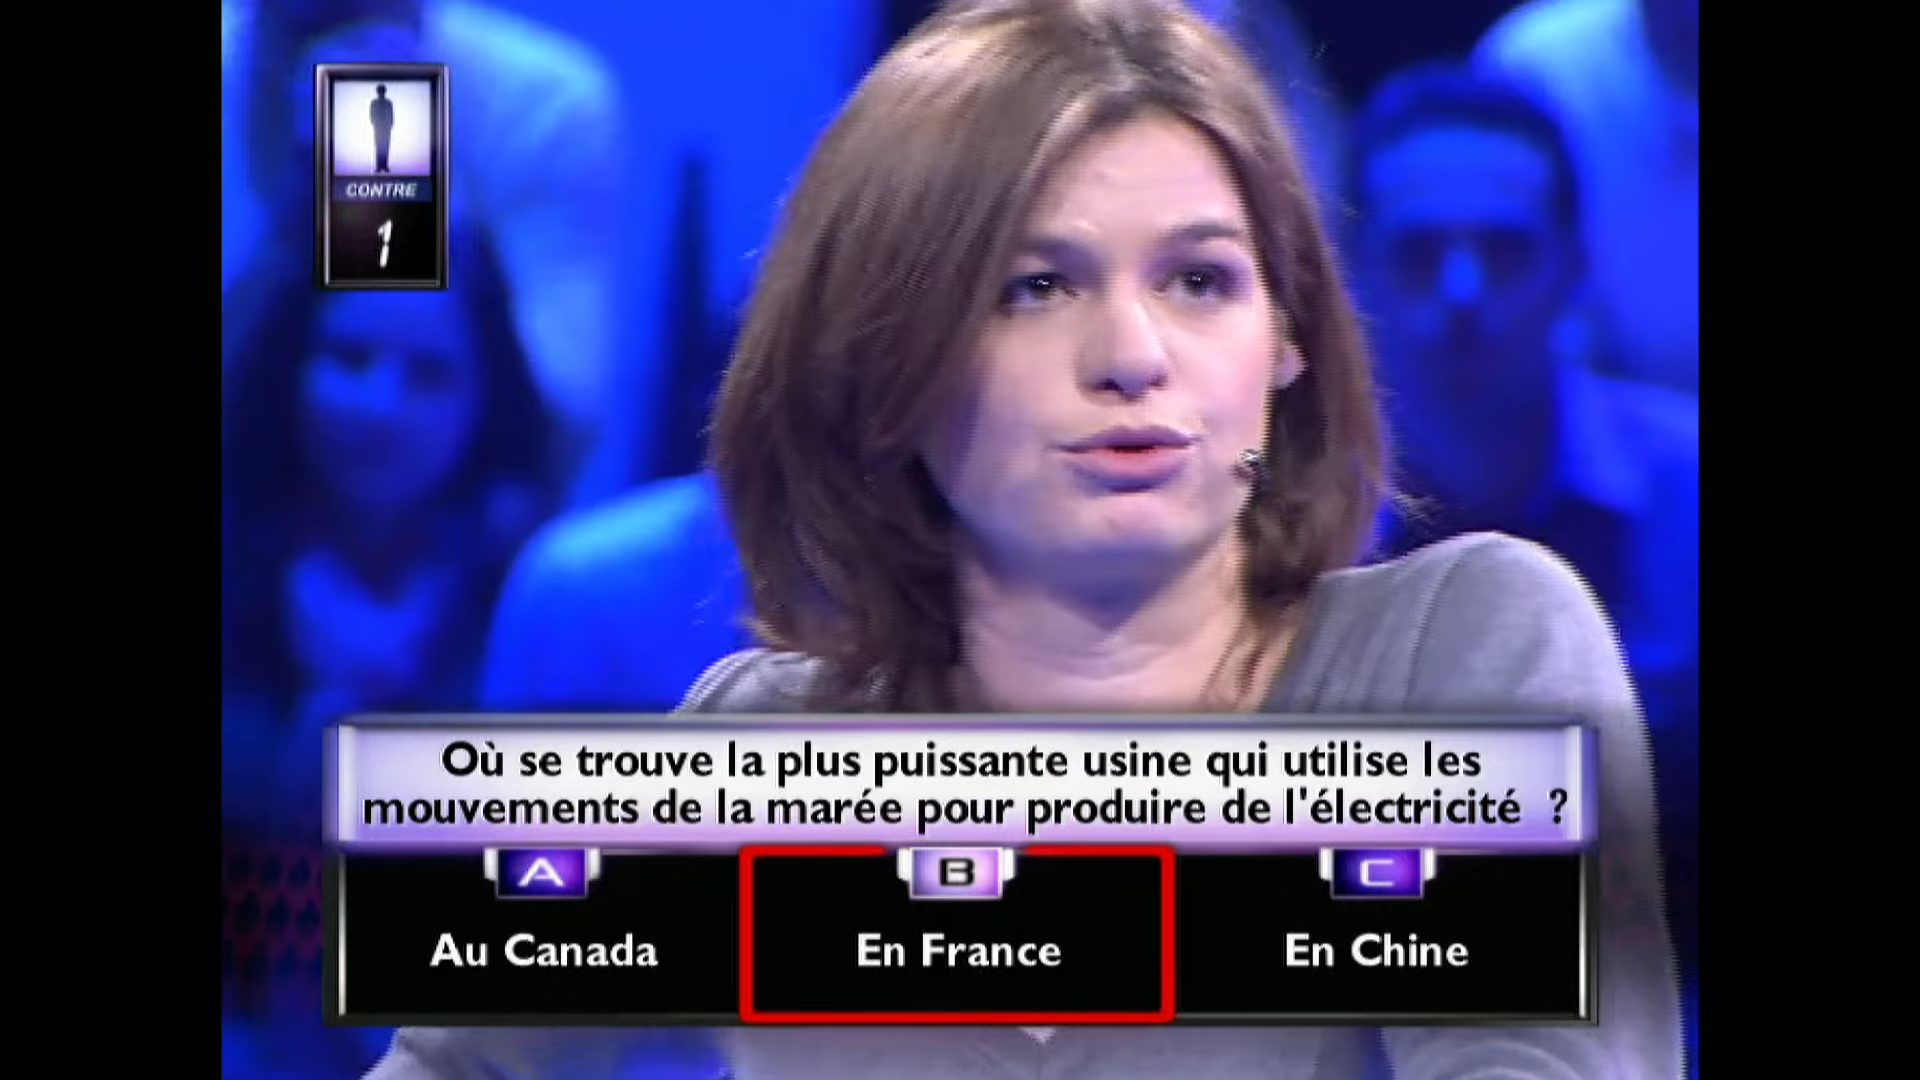 CONTRE
1
Où se trouve la plus puissante usine qui utilise les
mouvements de la marée pour produire de l'électricité ?
A
B
C
Au Canada
En France
En Chine